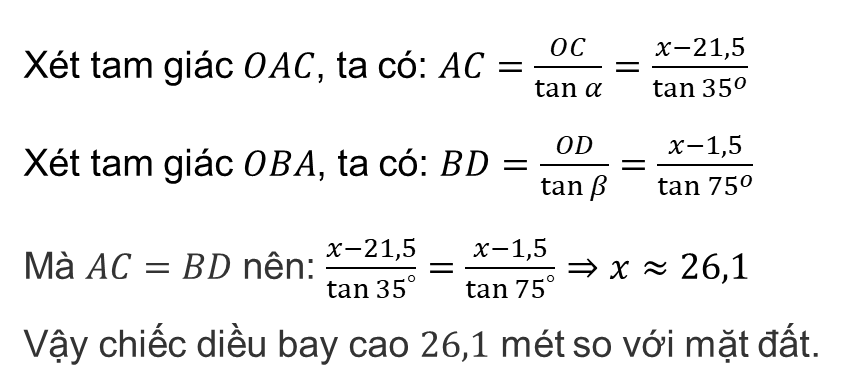 Xét tam giác OAC, ta có: AC = OC/tan α = x−21,5/tan 35⁰
Xét tam giác OBA, ta có: BD = OD/tan β = x−1,5/tan 75⁰
Mà AC = BD nên: x−21,5/tan 35° = x−1,5/tan 75° ⇒ x ≈ 26,1
Vậy chiếc diều bay cao 26,1 mét so với mặt đất.